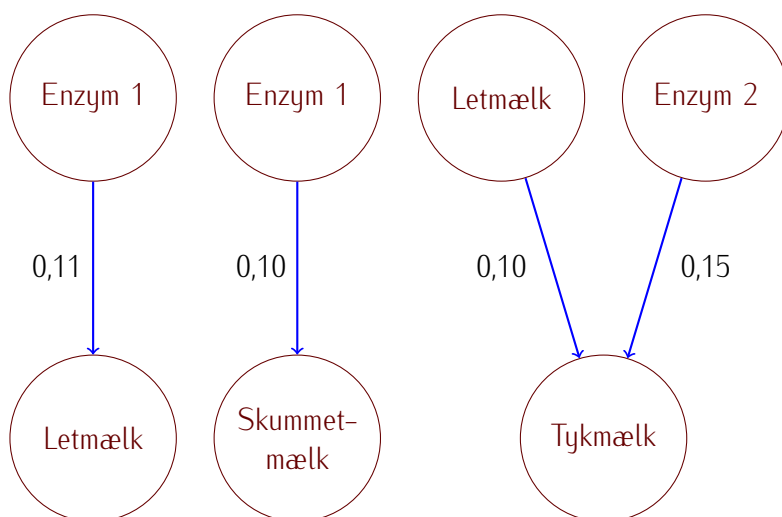 Enzym 1
Enzym 1
Letmælk
Enzym 2
0,11
0,10
0,10
0,15
Letmælk
Skummet-
mælk
Tykmælk